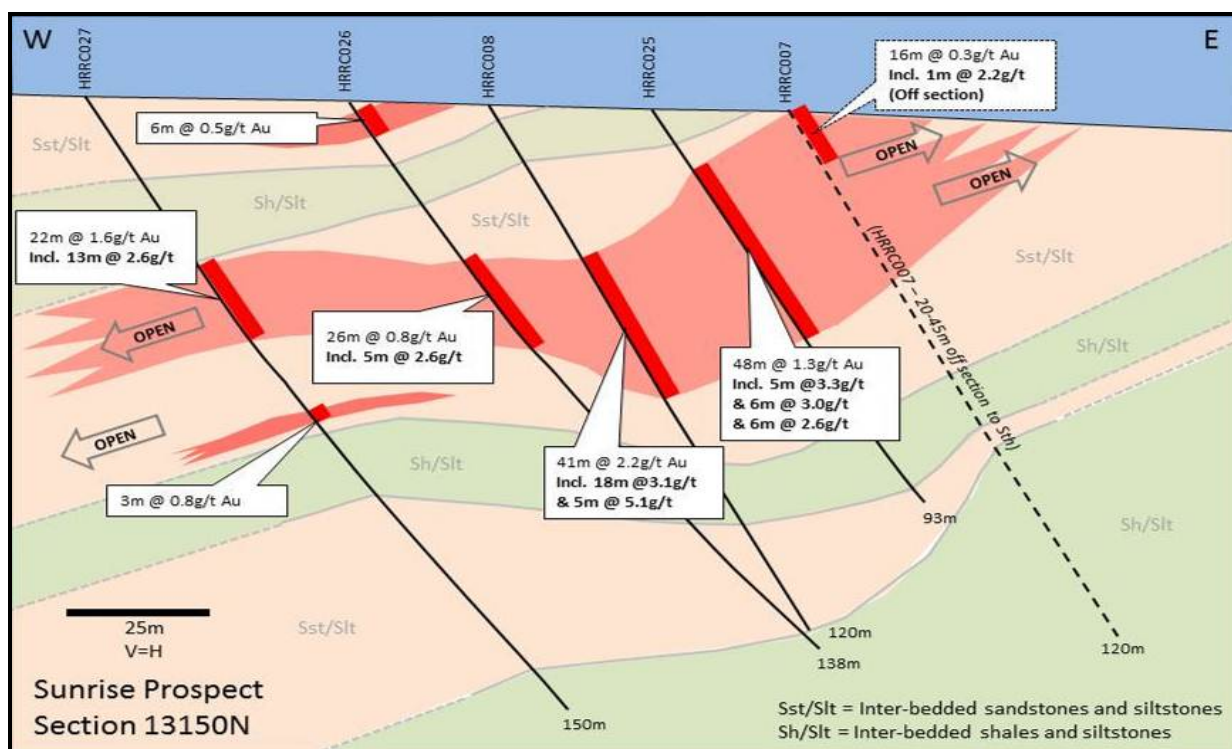 W
E
HRRC027
HRRC026
HRRC008
HRRC025
HRRC007
16m @ 0.3g/t Au
Incl. 1m @ 2.2g/t
(Off section)
6m @ 0.5g/t Au
Sst/Slt
OPEN
OPEN
Sh/Slt
Sst/Slt
22m @ 1.6g/t Au
Incl. 13m @ 2.6g/t
Sst/Slt
(HRRC007 – 20-45m off section to Sth)
OPEN
26m @ 0.8g/t Au
Incl. 5m @ 2.6g/t
48m @ 1.3g/t Au
Incl. 5m @3.3g/t
& 6m @ 3.0g/t
& 6m @ 2.6g/t
Sh/Slt
OPEN
Sh/Slt
41m @ 2.2g/t Au
Incl. 18m @3.1g/t
& 5m @ 5.1g/t
3m @ 0.8g/t Au
93m
Sh/Slt
25m
V=H
Sst/Slt
120m
138m
120m
Sunrise Prospect
Section 13150N
150m
Sst/Slt = Inter-bedded sandstones and siltstones
Sh/Slt = Inter-bedded shales and siltstones